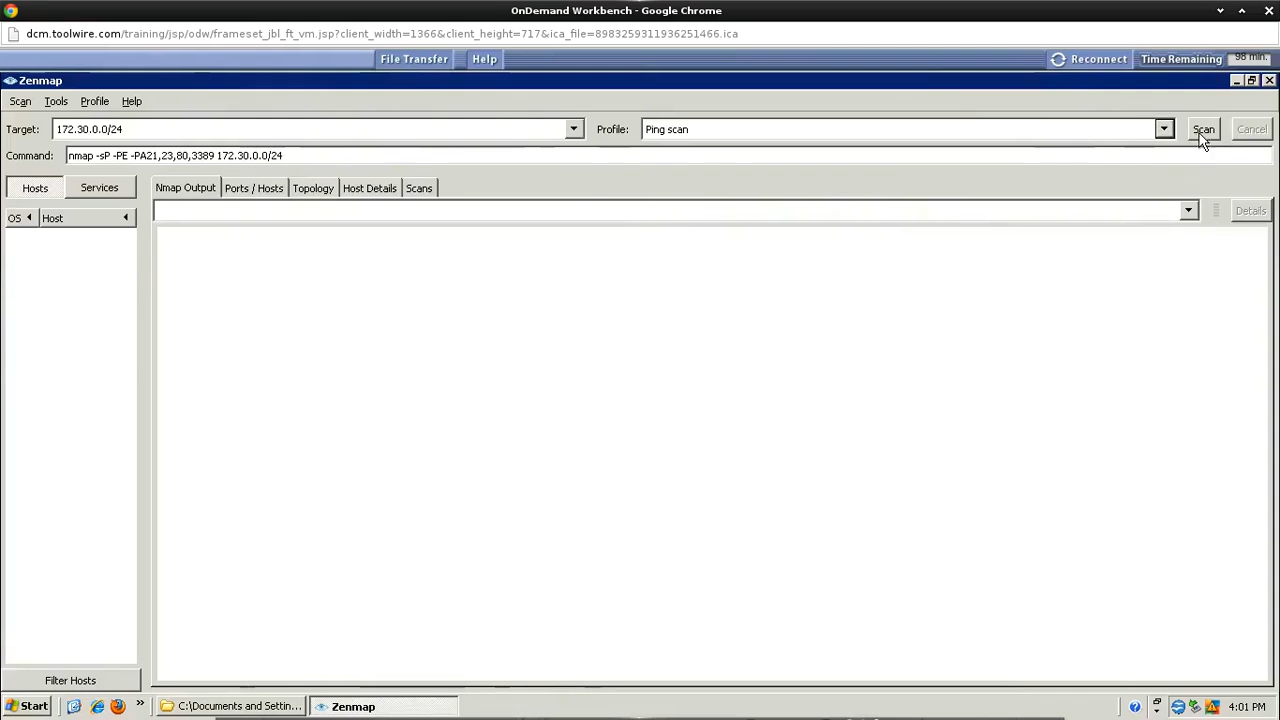 OnDemand Workbench - Google Chrome
dcm.toolwire.com/training/jsp/odw/frameset_jbl_ft_vm.jsp?client_width=1366&client_height=717&ica_file=8983259311936251466.ica
File Transfer Help Reconnect Time Remaining 98 min.
Zenmap
Scan Tools Profile Help
Target: 172.30.0.0/24 Profile: Ping scan Scan Cancel
Command: nmap -sP -PE -PA21,23,80,3389 172.30.0.0/24
Hosts Services Nmap Output Ports / Hosts Topology Host Details Scans
Details
OS Host
Filter Hosts
Start C:\Documents and Settin... Zenmap 4:01 PM